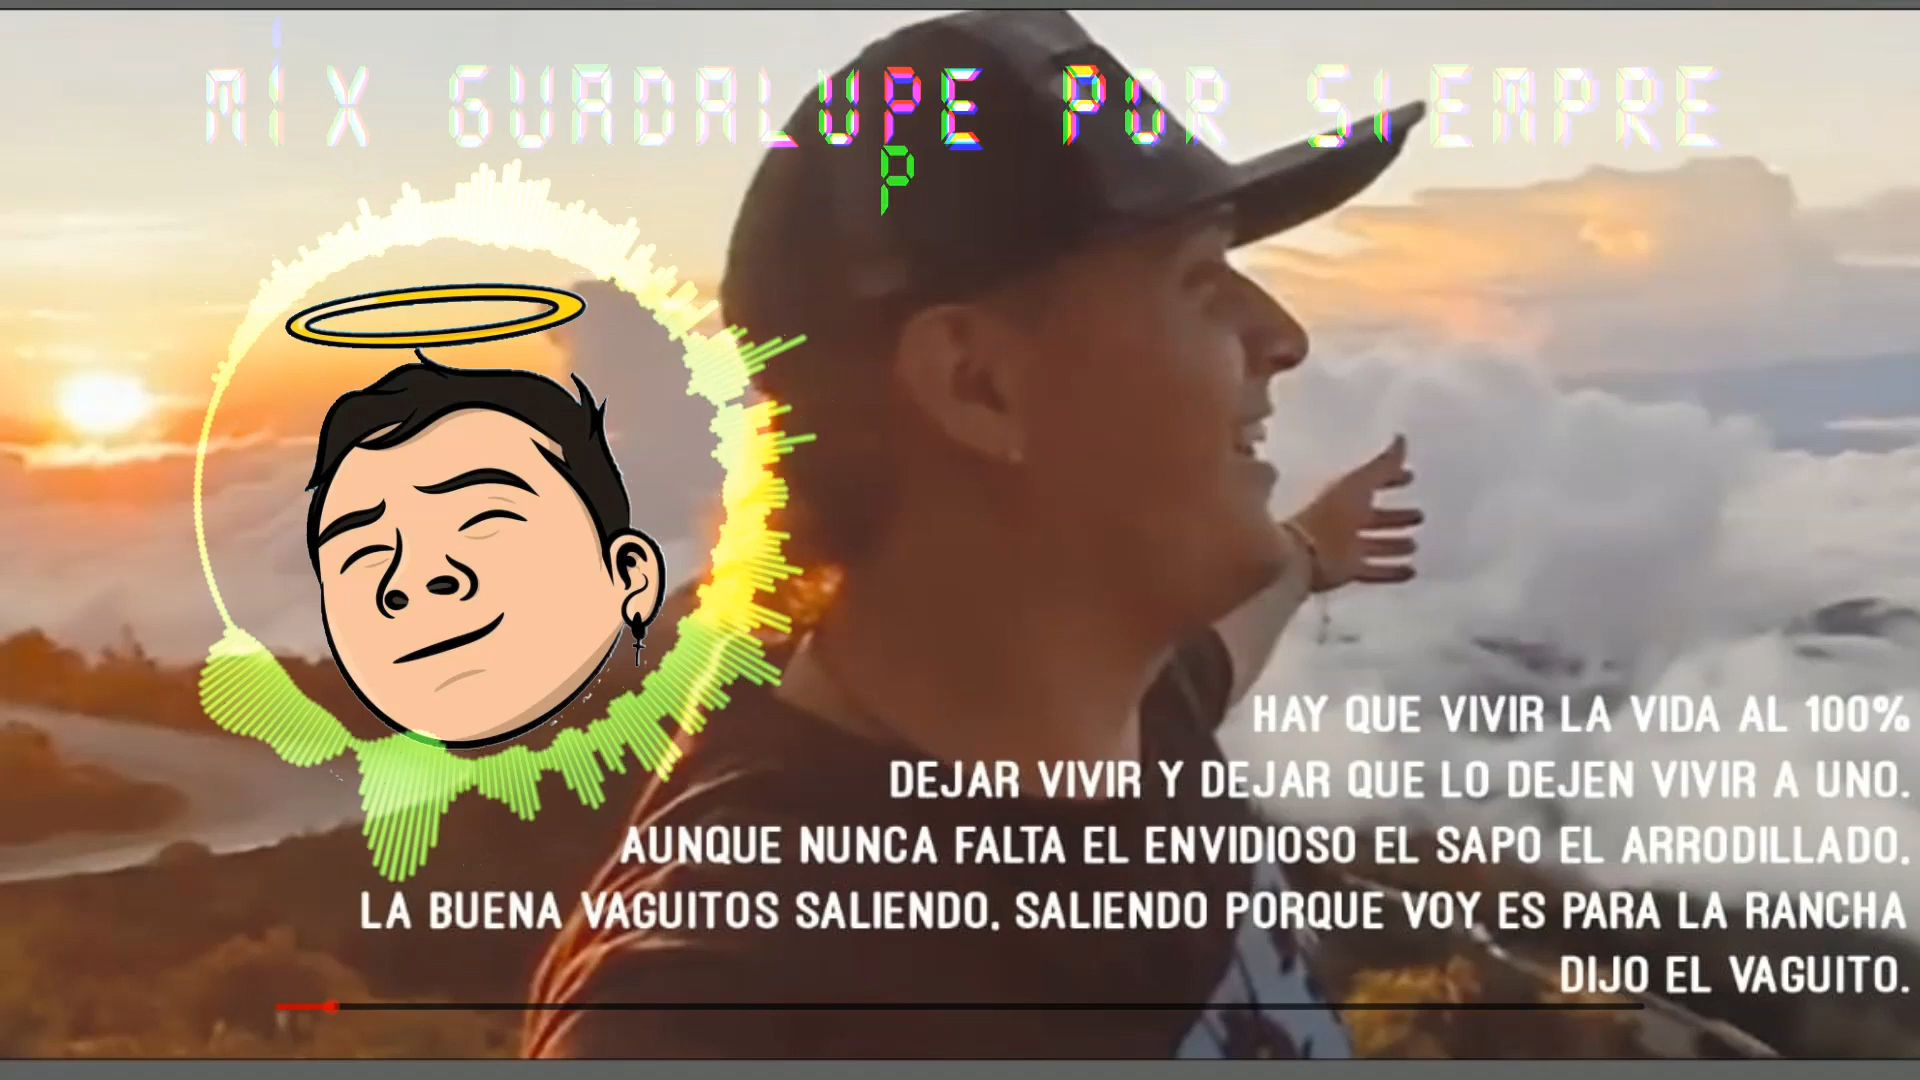 MÍX GUADALUPE POR SIEMPRE
P
HAY QUE VIVIR LA VIDA AL 100%
DEJAR VIVIR Y DEJAR QUE LO DEJEN VIVIR A UNO.
AUNQUE NUNCA FALTA EL ENVIDIOSO EL SAPO EL ARRODILLADO.
LA BUENA VAGUITOS SALIENDO. SALIENDO PORQUE VOY ES PARA LA RANCHA
DIJO EL VAGUITO.